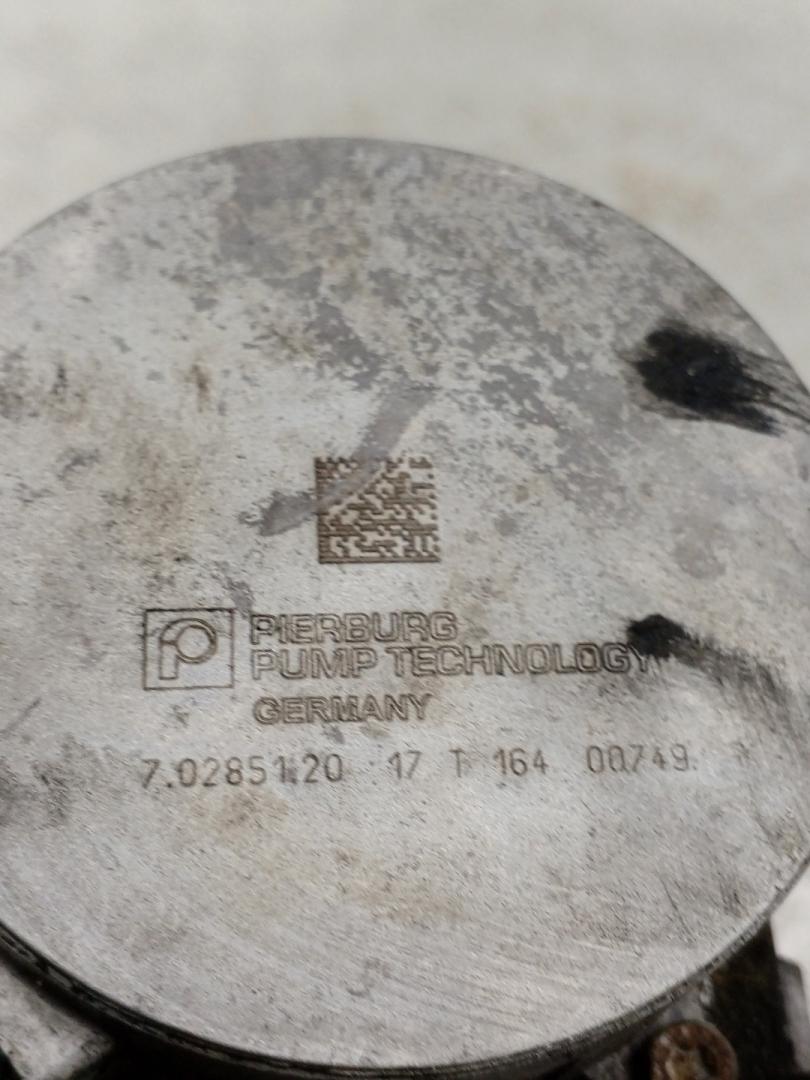 PIERBURG
PUMP TECHNOLOGY
GERMANY
7.02851.20 17 T 164 00749